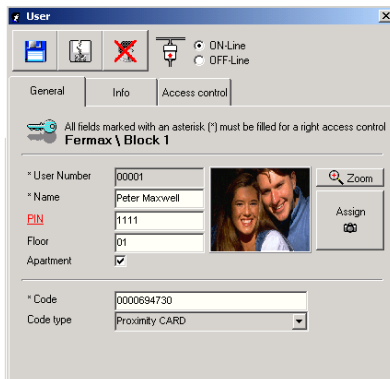 User
ON-Line
OFF-Line
General Info Access control
All fields marked with an asterisk (*) must be filled for a right access control
Fermax \ Block 1
* User Number 00001
Zoom
* Name Peter Maxwell
PIN 1111
Assign
Floor 01
Apartment
* Code 0000694730
Code type Proximity CARD